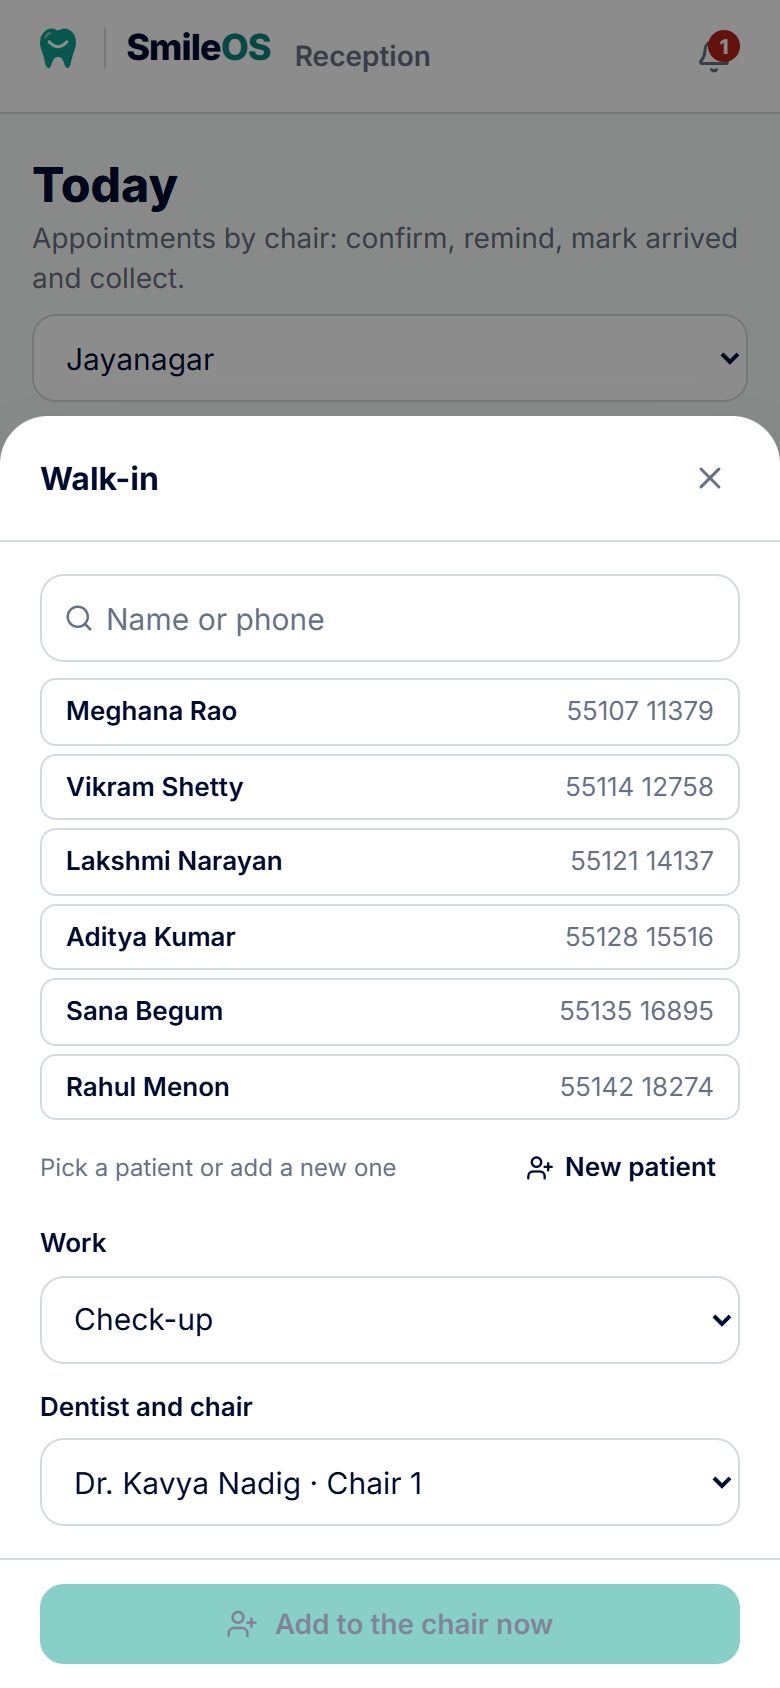 SmileOS Reception 1
Today
Appointments by chair: confirm, remind, mark arrived
and collect.
Jayanagar
Walk-in
Name or phone
Meghana Rao 55107 11379
Vikram Shetty 55114 12758
Lakshmi Narayan 55121 14137
Aditya Kumar 55128 15516
Sana Begum 55135 16895
Rahul Menon 55142 18274
Pick a patient or add a new one New patient
Work
Check-up
Dentist and chair
Dr. Kavya Nadig · Chair 1
Add to the chair now